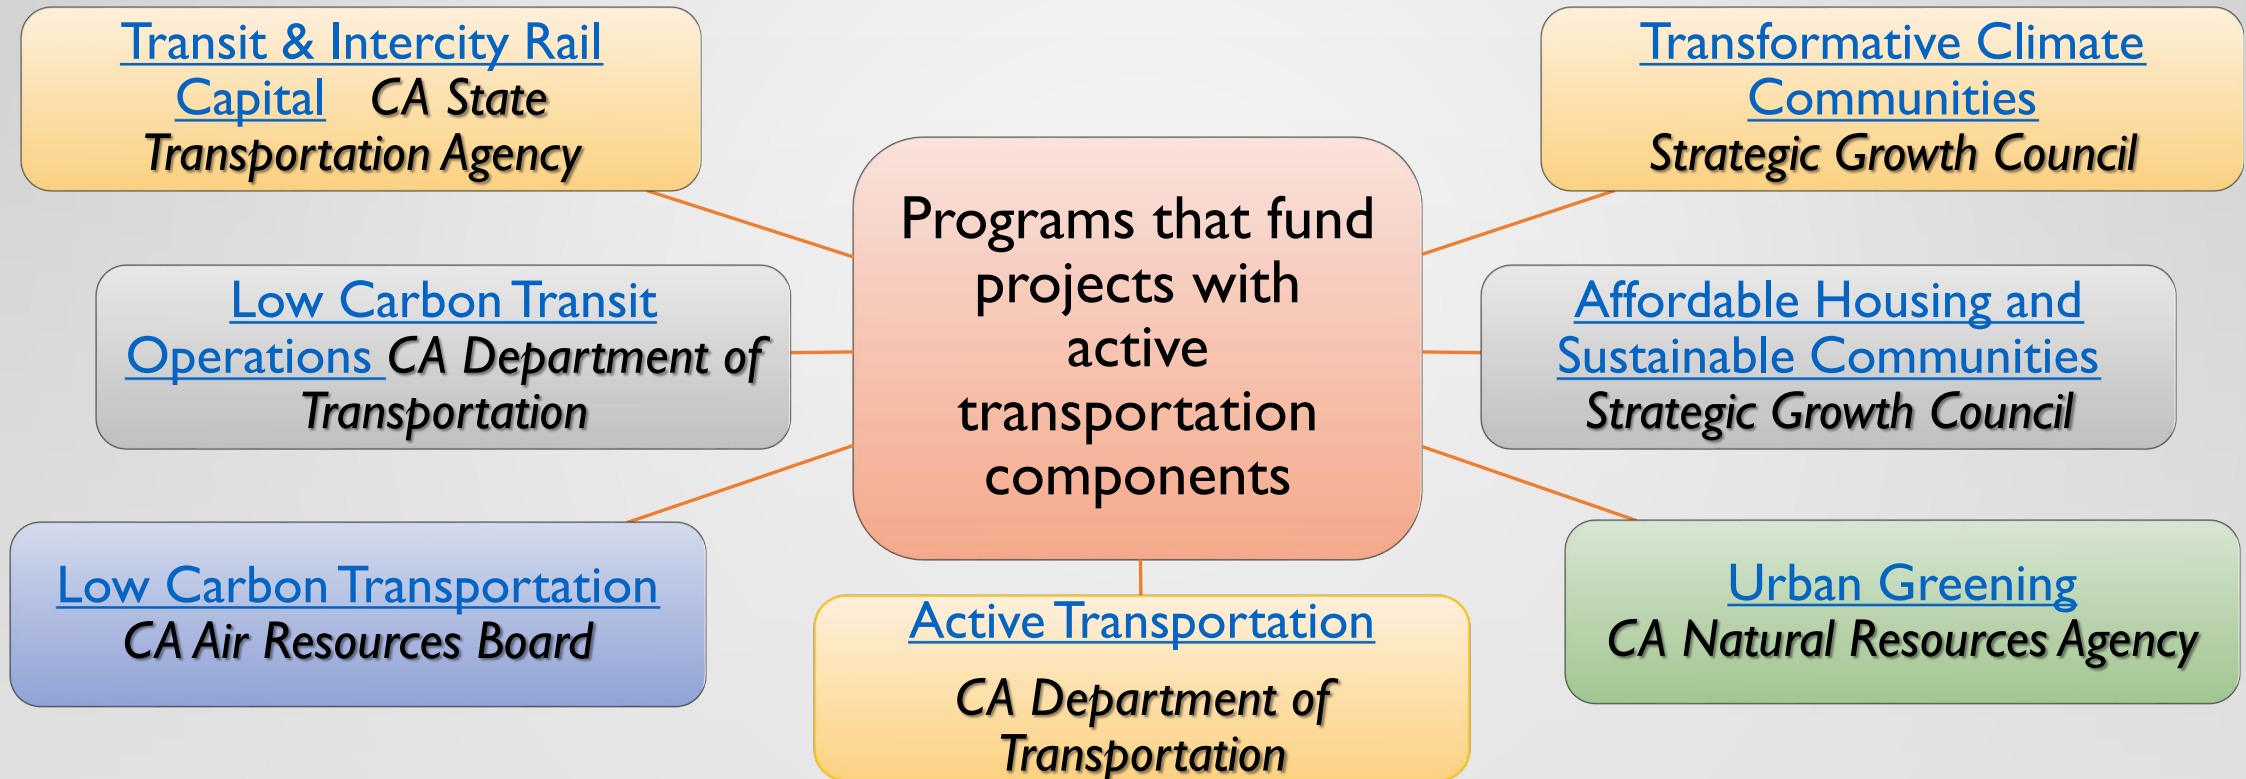 Transit & Intercity Rail
Capital CA State
Transportation Agency
Low Carbon Transit
Operations CA Department of
Transportation
Low Carbon Transportation
CA Air Resources Board
Programs that fund
projects with
active
transportation
components
Active Transportation
CA Department of
Transportation
Transformative Climate
Communities
Strategic Growth Council
Affordable Housing and
Sustainable Communities
Strategic Growth Council
Urban Greening
CA Natural Resources Agency